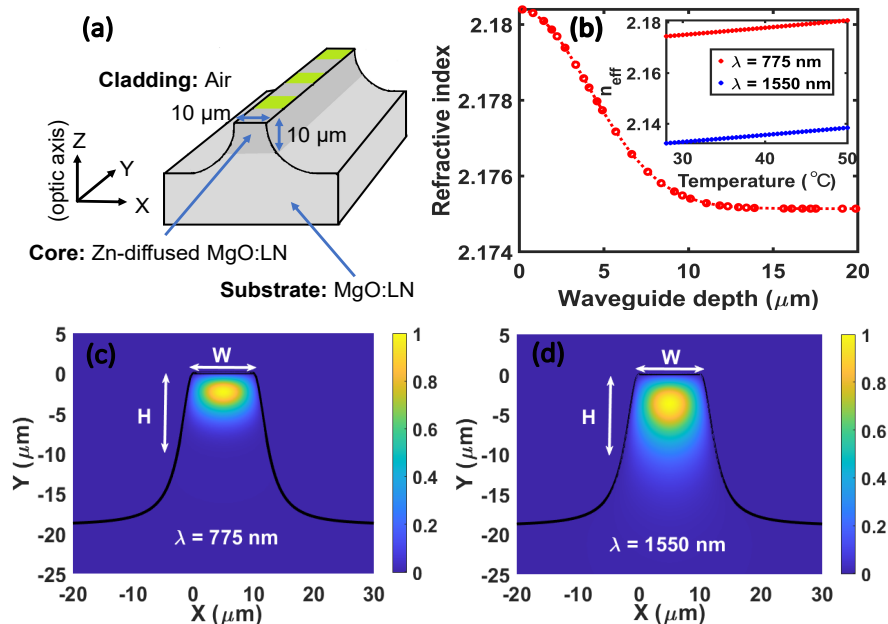 (a)
Cladding: Air
10 μm
10 μm
Z
Y
X
(optic axis)
Core: Zn-diffused MgO:LN
Substrate: MgO:LN
(b)
Refractive index
2.18
2.178
2.176
2.174
0
5
10
15
20
Waveguide depth (μm)
n_eff
2.18
2.16
2.14
30
40
50
Temperature (°C)
λ = 775 nm
λ = 1550 nm
(c)
W
H
λ = 775 nm
Y (μm)
5
0
-5
-10
-15
-20
-25
-20
-10
0
10
20
30
X (μm)
1
0.8
0.6
0.4
0.2
0
(d)
W
H
λ = 1550 nm
Y (μm)
5
0
-5
-10
-15
-20
-25
-20
-10
0
10
20
30
X (μm)
1
0.8
0.6
0.4
0.2
0